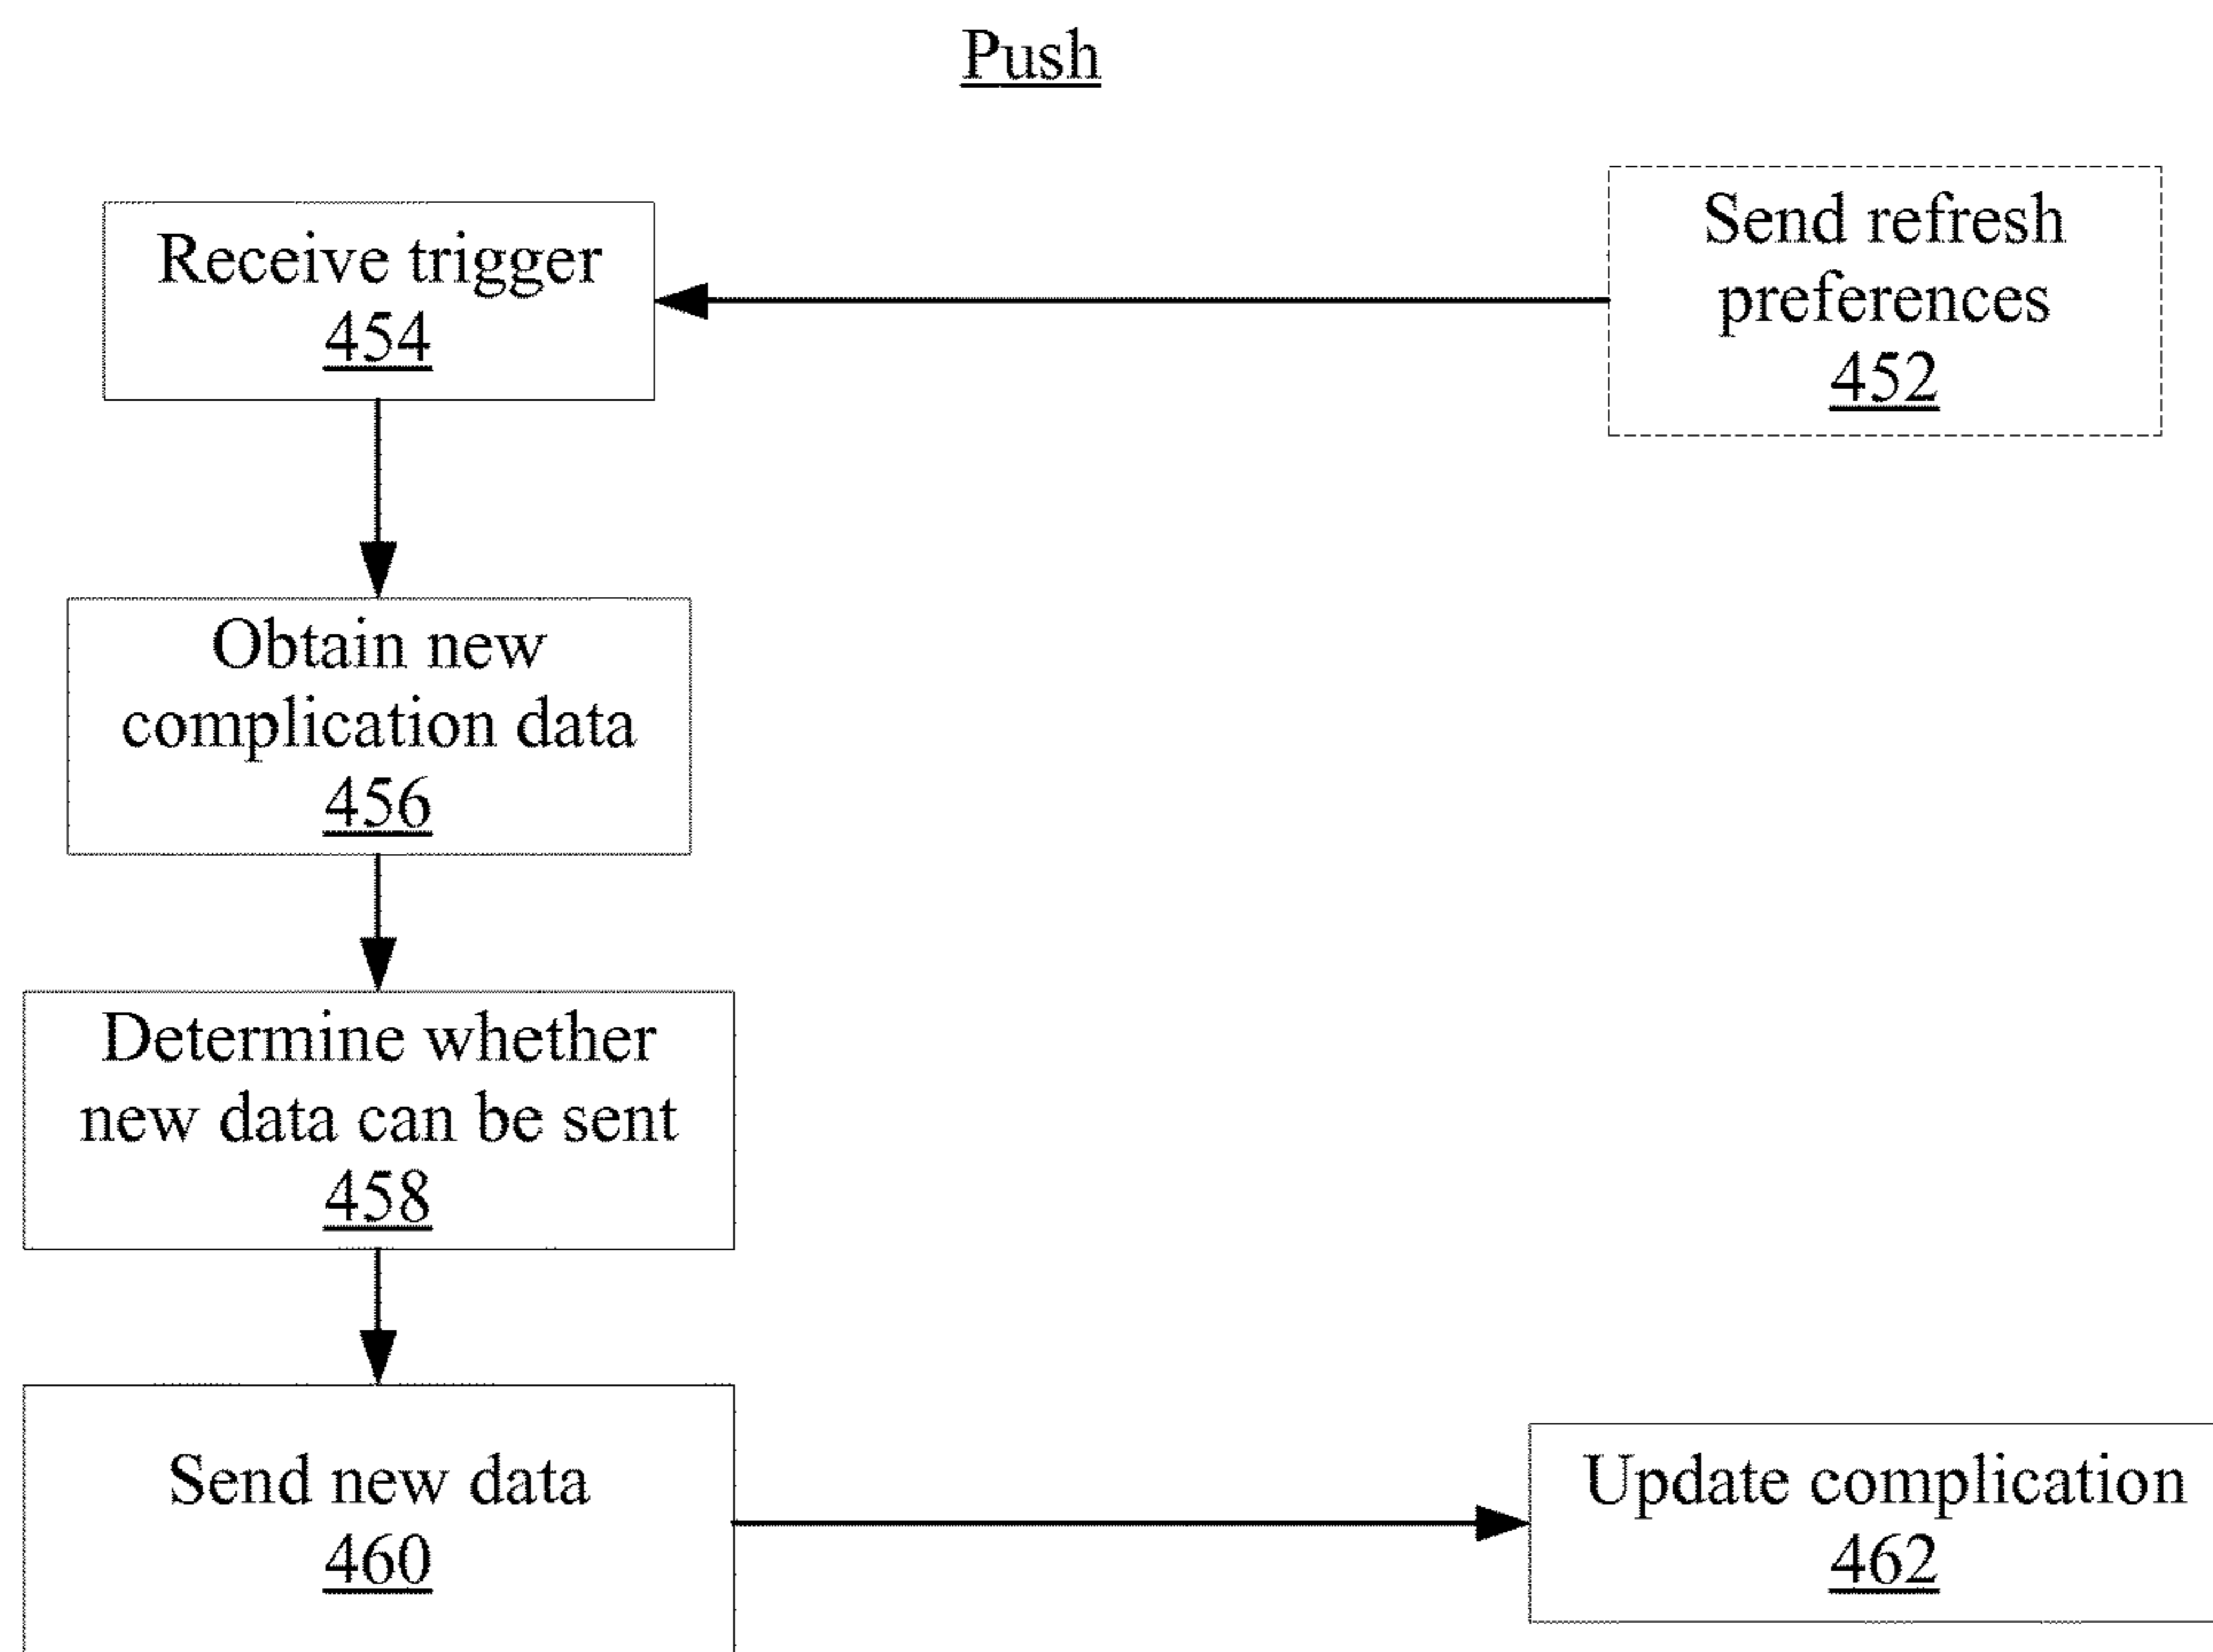 Push
Receive trigger
454
Send refresh
preferences
452
Obtain new
complication data
456
Determine whether
new data can be sent
458
Send new data
460
Update complication
462